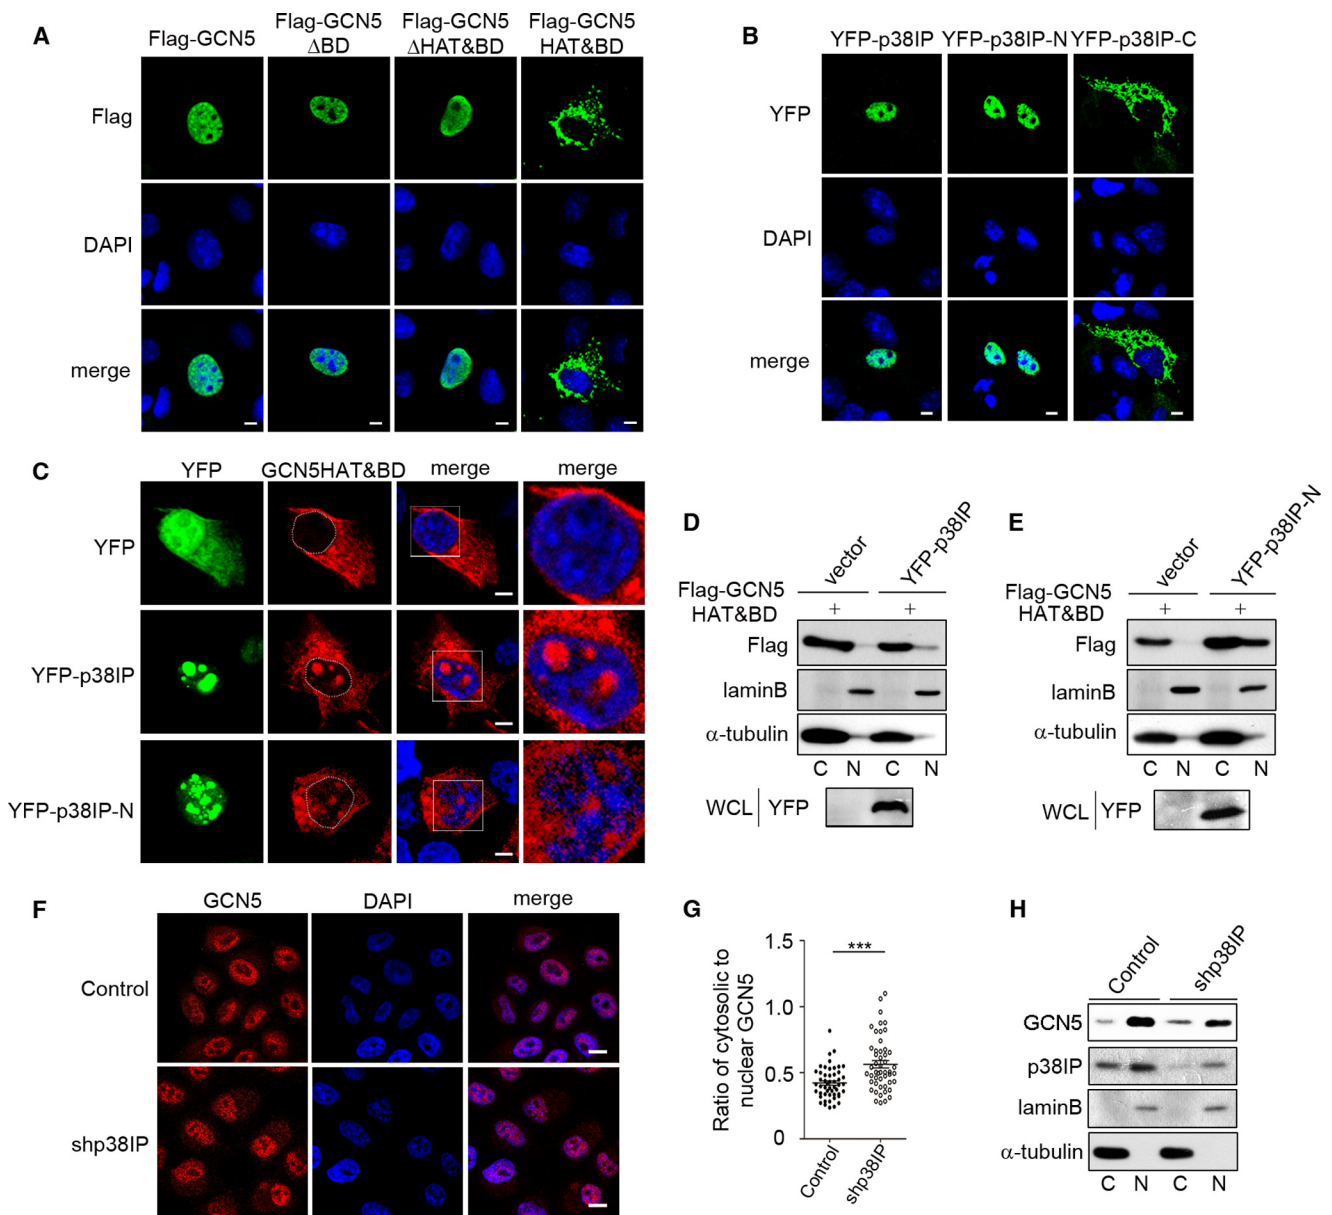 A
Flag-GCN5
Flag-GCN5 ΔBD
Flag-GCN5 ΔHAT&BD
Flag-GCN5 HAT&BD
Flag
DAPI
merge
B
YFP-p38IP YFP-p38IP-N YFP-p38IP-C
YFP
DAPI
merge
C
YFP GCN5HAT&BD merge merge
YFP
YFP-p38IP
YFP-p38IP-N
D
vector YFP-p38IP
Flag-GCN5
HAT&BD + +
Flag
laminB
α-tubulin
C N C N
WCL YFP
E
vector YFP-p38IP-N
Flag-GCN5
HAT&BD + +
Flag
laminB
α-tubulin
C N C N
WCL YFP
F
GCN5 DAPI merge
Control
shp38IP
G
Ratio of cytosolic to
nuclear GCN5
1.5
1.0
0.5
0
***
Control shp38IP
H
Control shp38IP
GCN5
p38IP
laminB
α-tubulin
C N C N